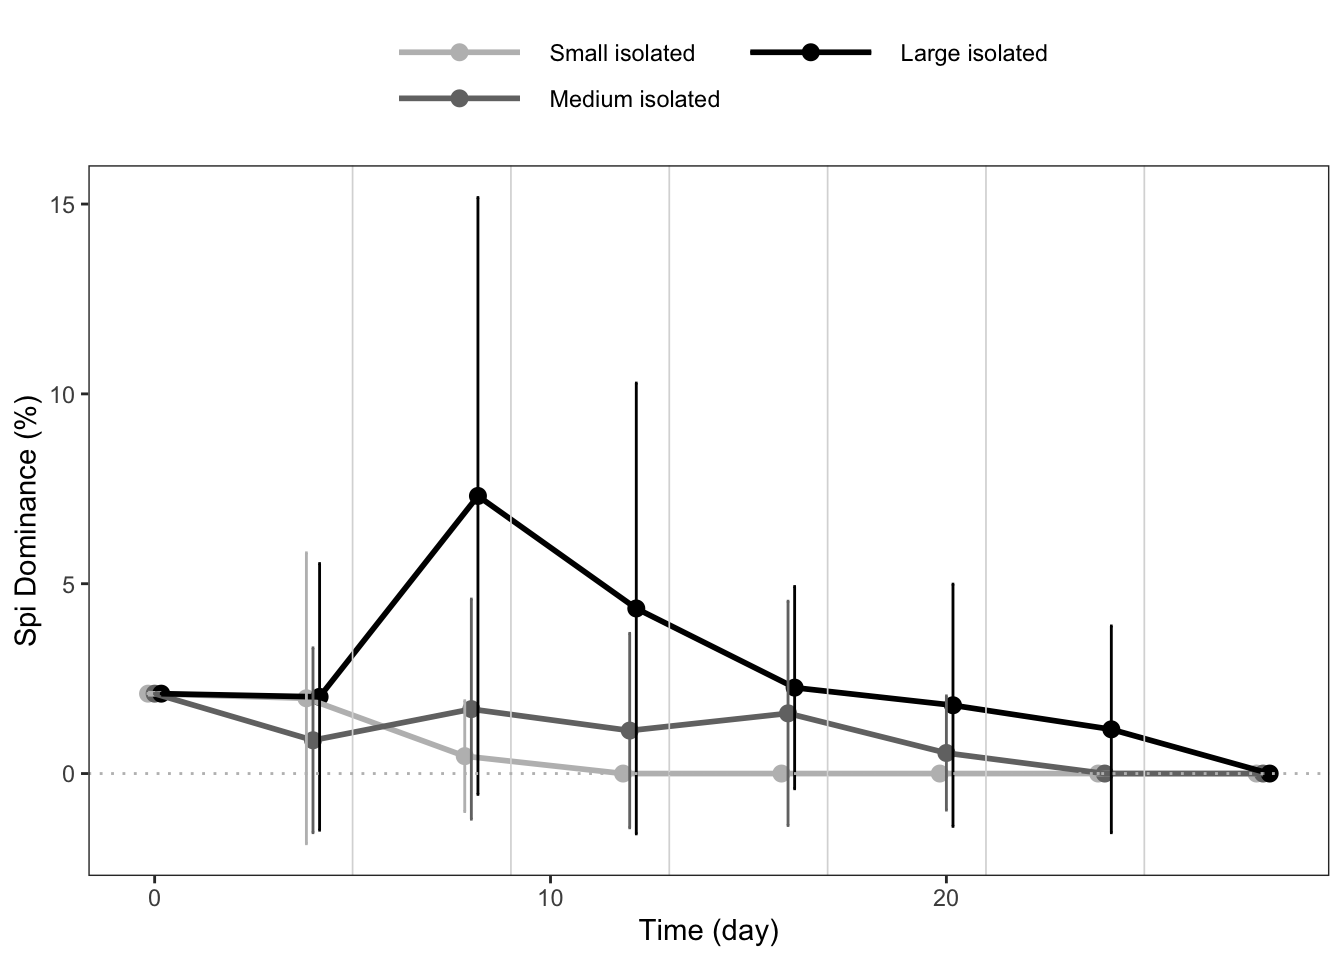 Small isolated
Large isolated
Medium isolated
15
10
5
0
Spi Dominance (%)
0
10
20
Time (day)